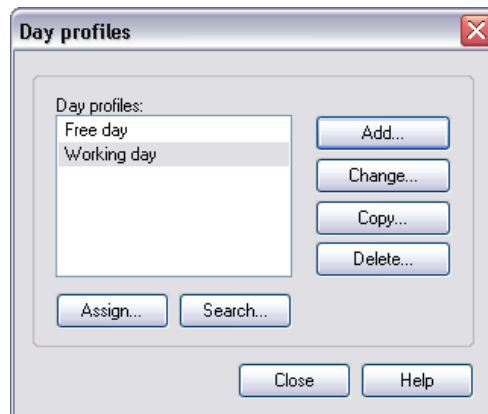 Day profiles
Day profiles:
Free day
Working day
Add...
Change...
Copy...
Delete...
Assign...
Search...
Close
Help